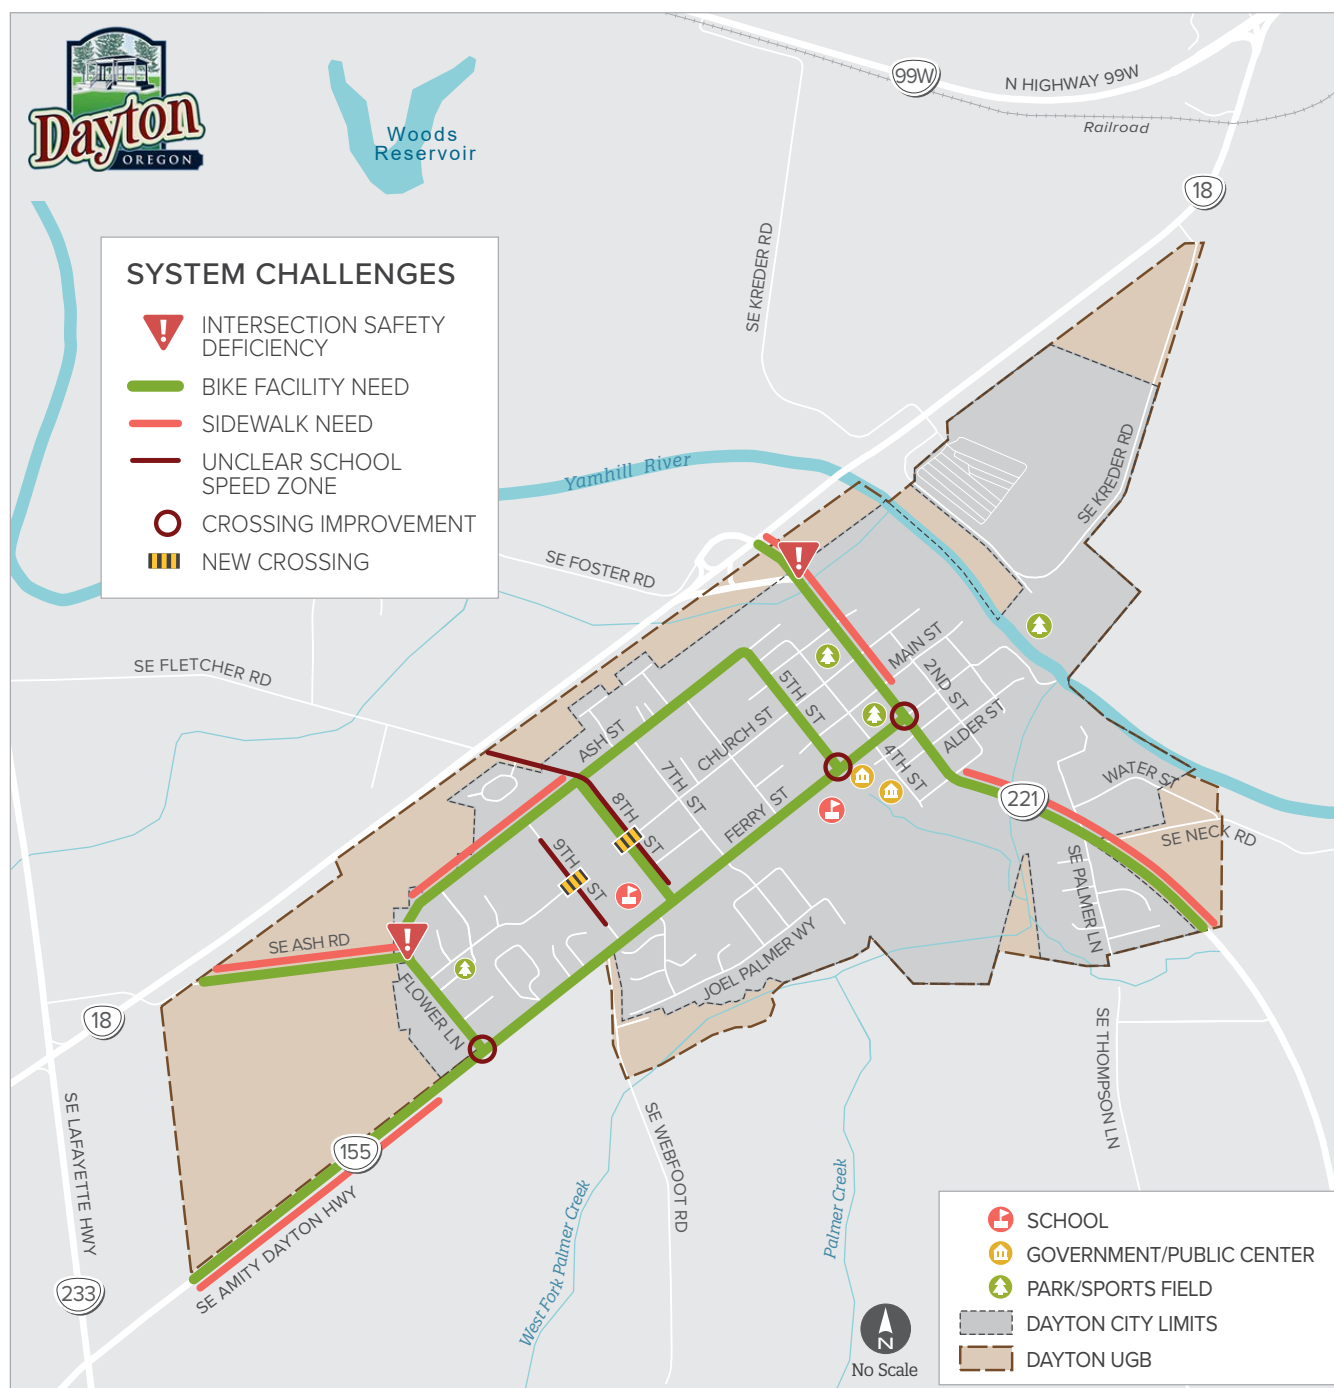 Dayton
OREGON
Woods
Reservoir
99W
N HIGHWAY 99W
Railroad
18
SE KREDER RD
SYSTEM CHALLENGES
INTERSECTION SAFETY
DEFICIENCY
BIKE FACILITY NEED
SIDEWALK NEED
UNCLEAR SCHOOL
SPEED ZONE
CROSSING IMPROVEMENT
NEW CROSSING
Yamhill River
SE KREDER RD
SE FOSTER RD
SE FLETCHER RD
MAIN ST
2ND ST
5TH ST
ALDER ST
CHURCH ST
ASH ST
4TH ST
7TH ST
FERRY ST
8TH ST
9TH ST
WATER ST
221
SE NECK RD
SE PALMER LN
SE ASH RD
JOEL PALMER WY
FLOWER LN
18
SE THOMPSON LN
SE LAFAYETTE HWY
155
SE AMITY DAYTON HWY
SE WEBFOOT RD
West Fork Palmer Creek
Palmer Creek
233
N
No Scale
SCHOOL
GOVERNMENT/PUBLIC CENTER
PARK/SPORTS FIELD
DAYTON CITY LIMITS
DAYTON UGB